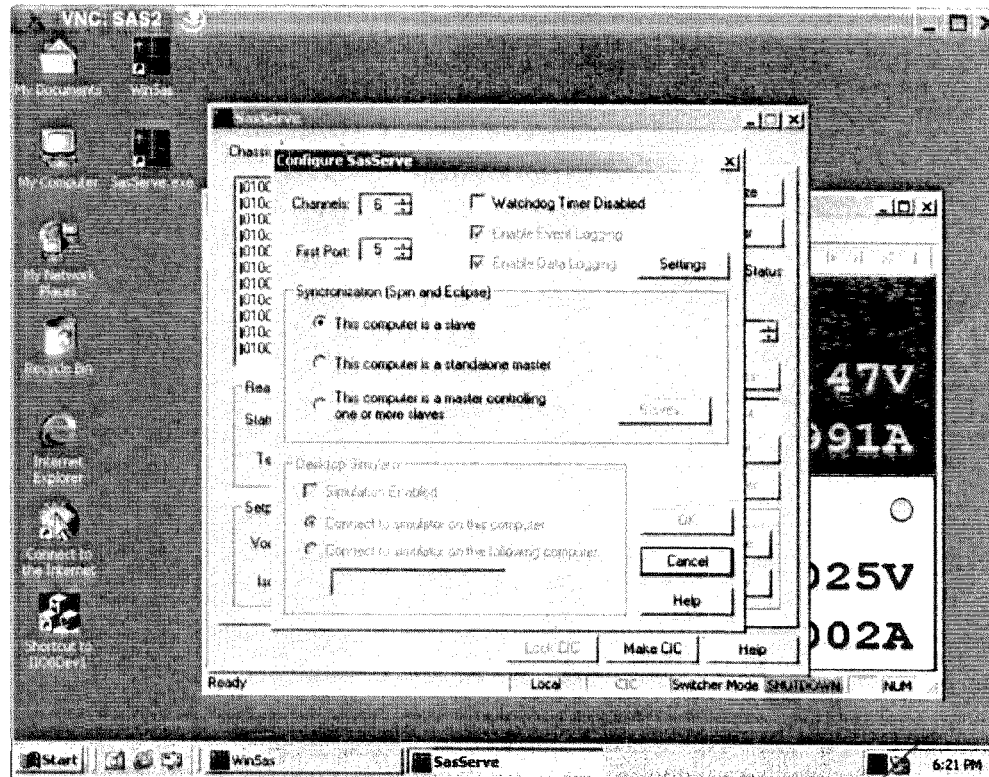 VNC: SAS2
My Documents
WinSas
My Computer
SasServe.exe
My Network
Places
Recycle Bin
Internet
Explorer
Connect to
the Internet
Shortcut to
SasServe
Configure SasServe
Channels: 6
Watchdog Timer Disabled
Enable Event Logging
First Port: 5
Enable Data Logging
Settings
Status
Syncronization (Spin and Eclipse)
This computer is a slave
This computer is a standalone master
This computer is a master controlling
one or more slaves
Slaves...
Desktop Simulator
Simulation Enabled
Connect to simulator on this computer
Connect to simulator on the following computer
OK
Cancel
Help
47V
991A
025V
002A
Lock CIC
Make CIC
Help
Ready
Local
CIC
Switcher Mode
SHUTDOWN
NUM
Start
WinSas
SasServe
6:21 PM